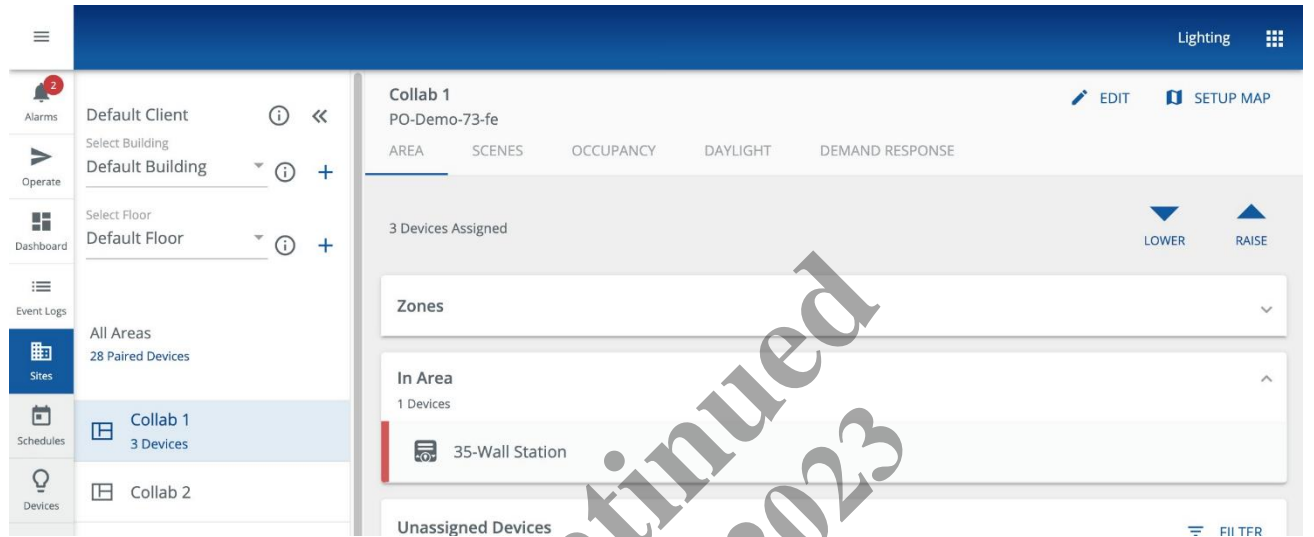 Lighting
2
Alarms
Operate
Dashboard
Event Logs
Sites
Schedules
Devices
Default Client
Select Building
Default Building
Select Floor
Default Floor
All Areas
28 Paired Devices
Collab 1
3 Devices
Collab 2
Collab 1
PO-Demo-73-fe
EDIT
SETUP MAP
AREA SCENES OCCUPANCY DAYLIGHT DEMAND RESPONSE
3 Devices Assigned
LOWER RAISE
Zones
In Area
1 Devices
35-Wall Station
Unassigned Devices
FILTER
tinued
2023